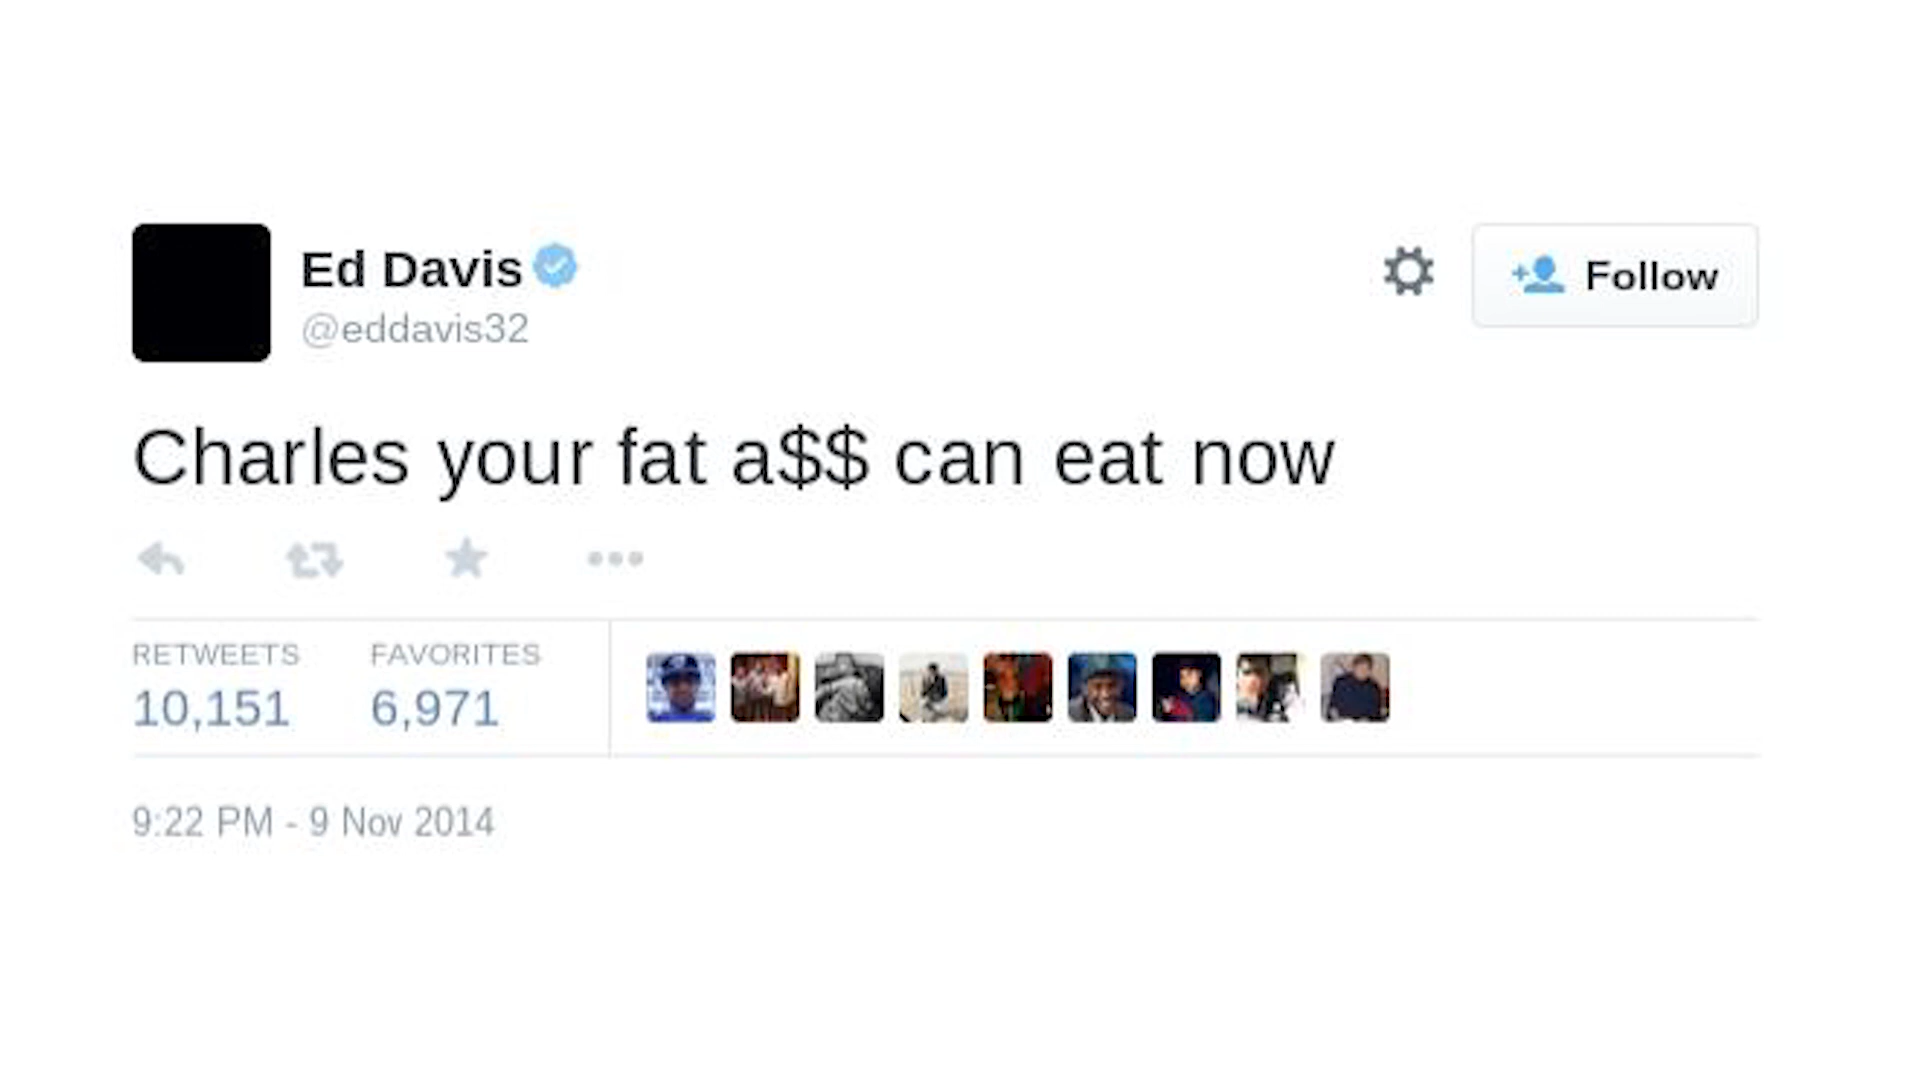 Ed Davis
@eddavis32
Follow
Charles your fat a$$ can eat now
RETWEETS
10,151
FAVORITES
6,971
9:22 PM - 9 Nov 2014